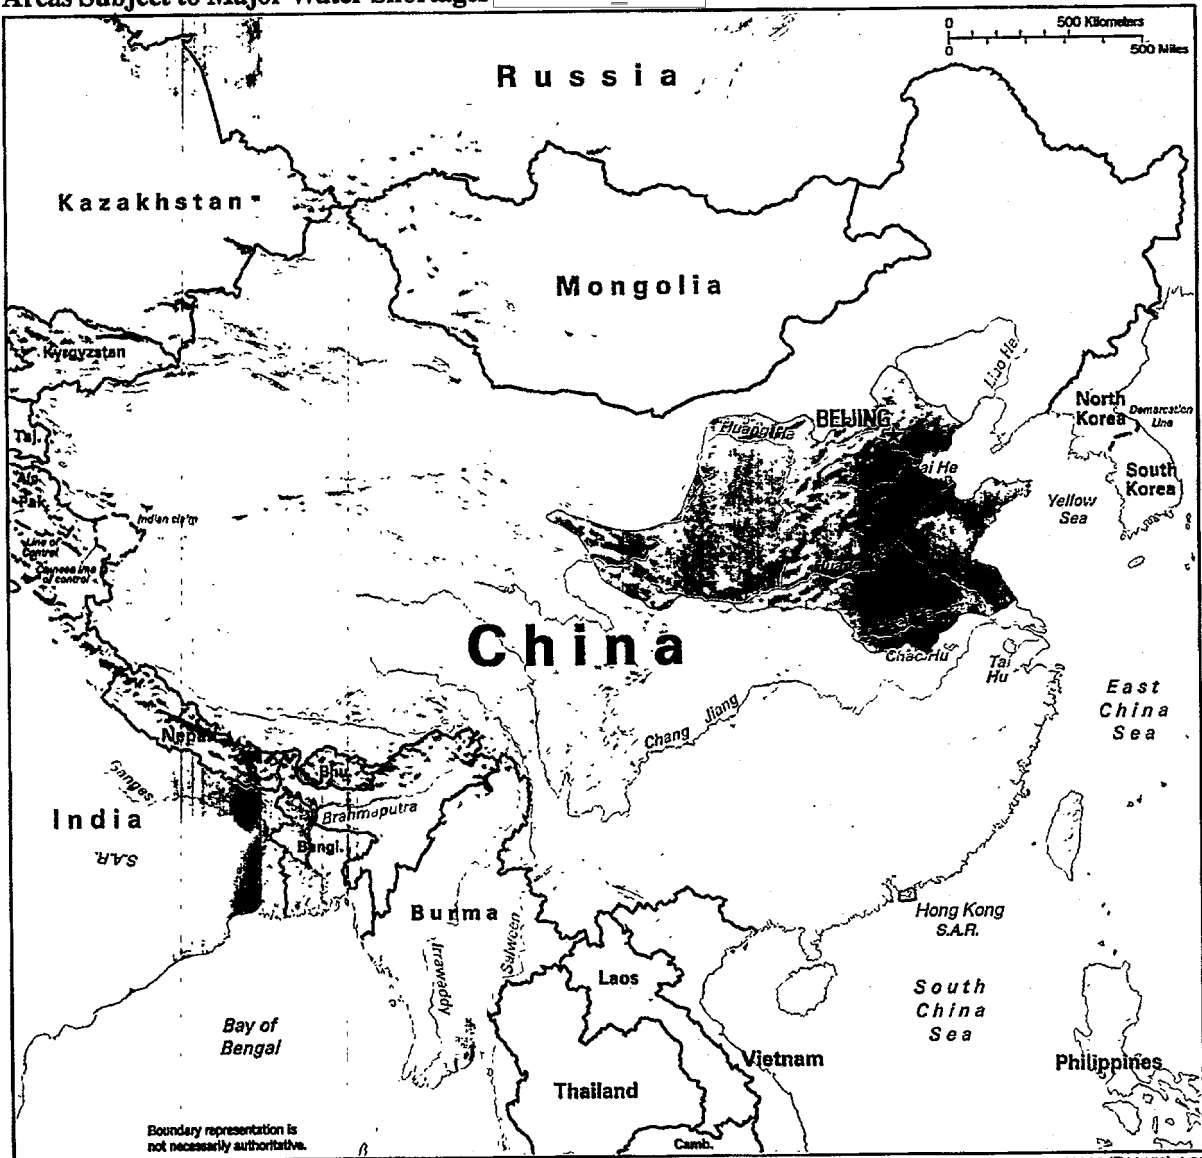 Areas Subject to Major Water Shortages
0 500 Kilometers
0 500 Miles
Russia
Kazakhstan
Mongolia
Kyrgyzstan
Taj.
Afg.
Pak.
Indian claim
Line of
Control
Chinese line
of control
BEIJING
Huang He
Liao He
Hai He
Huang
North
Korea
Demarcation
Line
South
Korea
Yellow
Sea
China
Chao Hu
Tai
Hu
Chang Jiang
East
China
Sea
Nepal
Bhu.
Ganges
Brahmaputra
India
S.A.R.
Bangl.
Burma
Irrawaddy
Salween
Hong Kong
S.A.R.
Laos
South
China
Sea
Bay of
Bengal
Vietnam
Philippines
Thailand
Camb.
Boundary representation is
not necessarily authoritative.